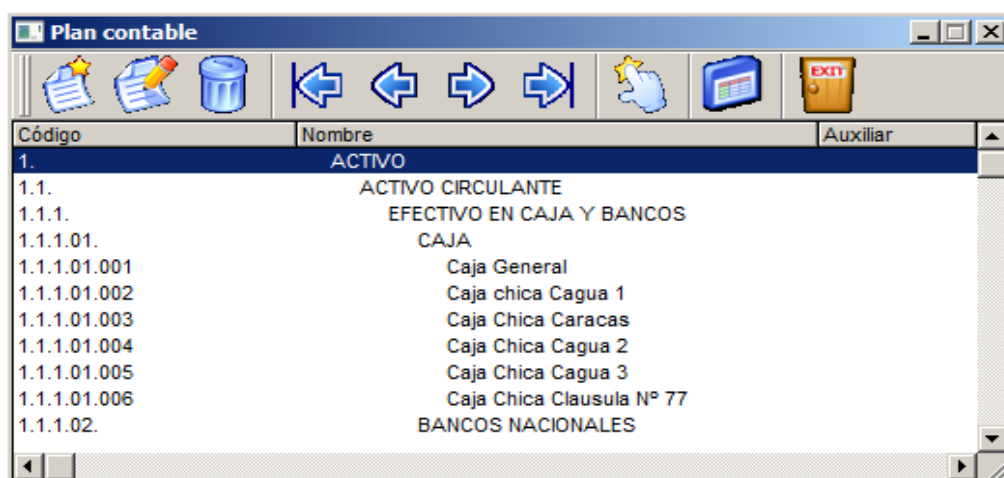 Plan contable
EXIT
Código Nombre Auxiliar
1. ACTIVO
1.1. ACTIVO CIRCULANTE
1.1.1. EFECTIVO EN CAJA Y BANCOS
1.1.1.01. CAJA
1.1.1.01.001 Caja General
1.1.1.01.002 Caja chica Cagua 1
1.1.1.01.003 Caja Chica Caracas
1.1.1.01.004 Caja Chica Cagua 2
1.1.1.01.005 Caja Chica Cagua 3
1.1.1.01.006 Caja Chica Clausula Nº 77
1.1.1.02. BANCOS NACIONALES